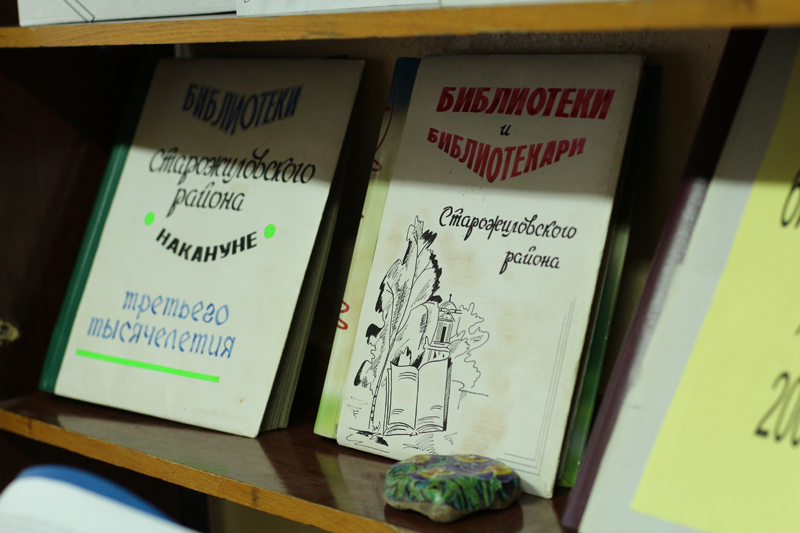 БИБЛИОТЕКИ
Старожиловского
района
НАКАНУНЕ
третьего
тысячелетия
БИБЛИОТЕКИ
и
БИБЛИОТЕКАРИ
Старожиловского
района